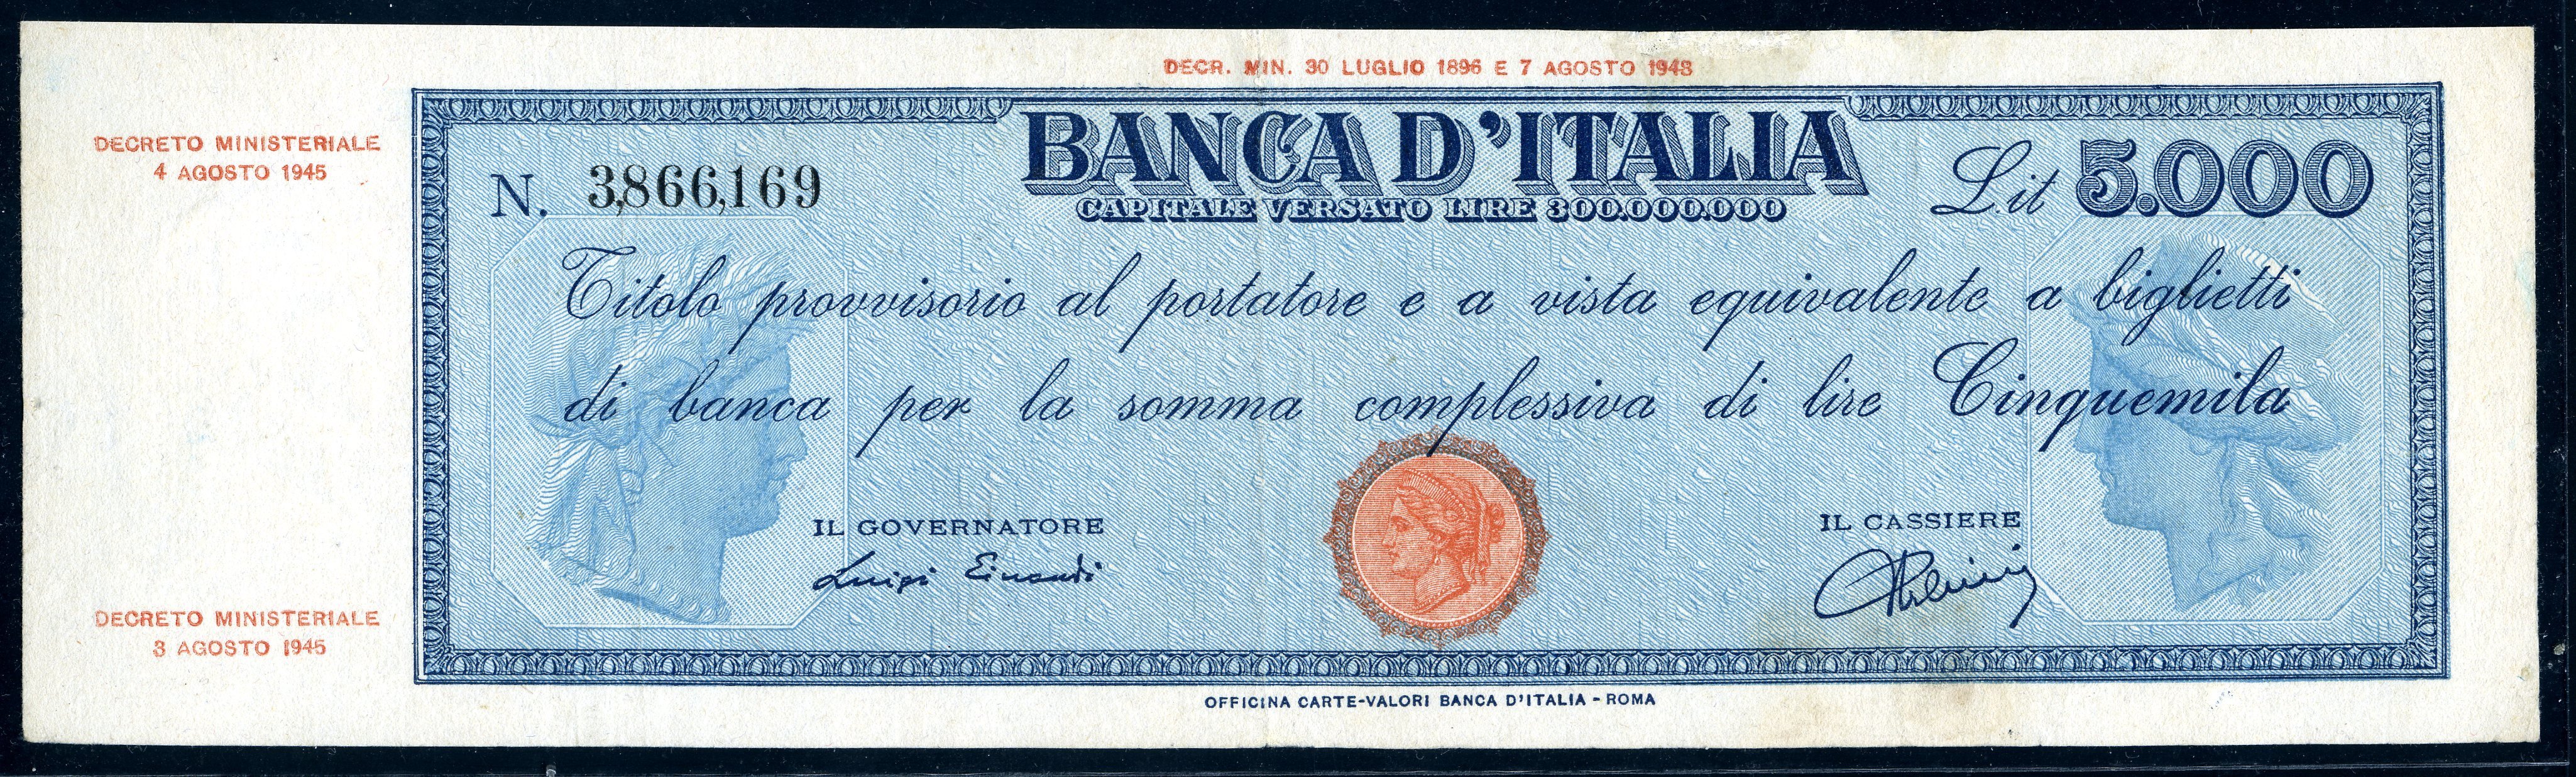 DECR. MIN. 30 LUGLIO 1896 E 7 AGOSTO 1943
DECRETO MINISTERIALE
4 AGOSTO 1945
N. 3,866,169
BANCA D'ITALIA
CAPITALE VERSATO LIRE 300.000.000
Lit 5.000
Titolo provvisorio al portatore e a vista equivalente a biglietti
di banca per la somma complessiva di lire Cinquemila
IL GOVERNATORE
Luigi Einaudi
IL CASSIERE
DECRETO MINISTERIALE
3 AGOSTO 1945
OFFICINA CARTE-VALORI BANCA D'ITALIA - ROMA